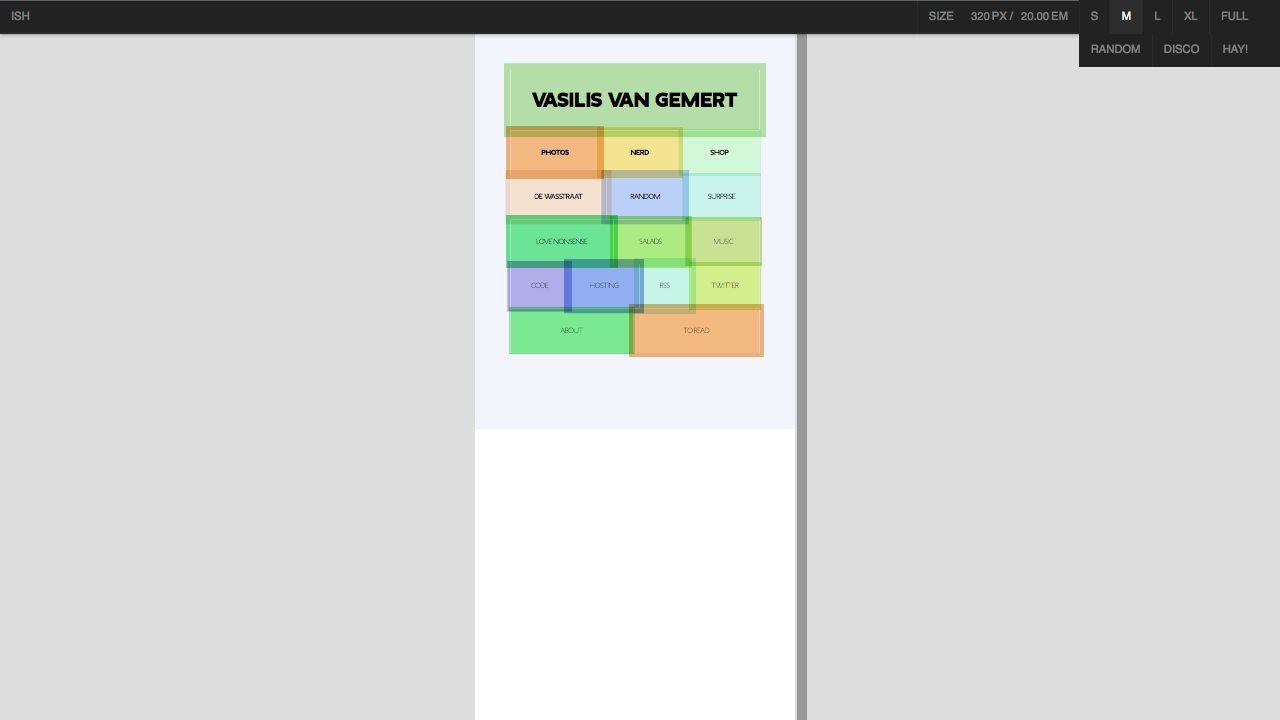 ISH SIZE 320 PX / 20.00 EM S M L XL FULL
RANDOM DISCO HAY!
VASILIS VAN GEMERT
PHOTOS NERD SHOP
DE WASSTRAAT RANDOM SURPRISE
LOVE NONSENSE SALADS MUSIC
CODE HOSTING RSS TWITTER
ABOUT TO READ